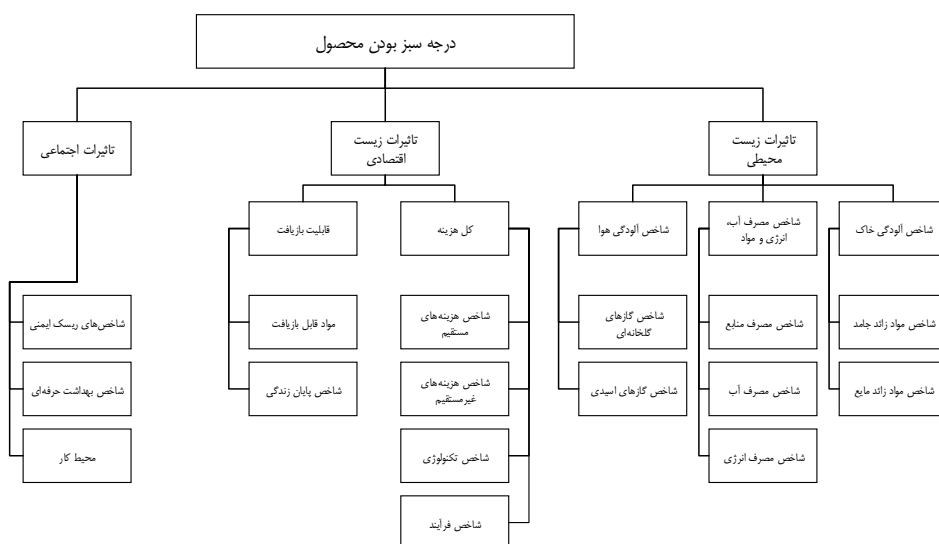 درجه سبز بودن محصول
تاثیرات زیست
محیطی
تاثیرات زیست
اقتصادی
تاثیرات اجتماعی
شاخص آلودگی خاک
شاخص مصرف آب،
انرژی و مواد
شاخص آلودگی هوا
کل هزینه
قابلیت بازیافت
شاخص مواد زائد جامد
شاخص مصرف منابع
شاخص گازهای
گلخانه‌ای
شاخص هزینه‌های
مستقیم
مواد قابل بازیافت
شاخص‌های ریسک ایمنی
شاخص مواد زائد مایع
شاخص مصرف آب
شاخص گازهای اسیدی
شاخص هزینه‌های
غیرمستقیم
شاخص پایان زندگی
شاخص بهداشت حرفه‌ای
شاخص مصرف انرژی
شاخص تکنولوژی
محیط کار
شاخص فرآیند